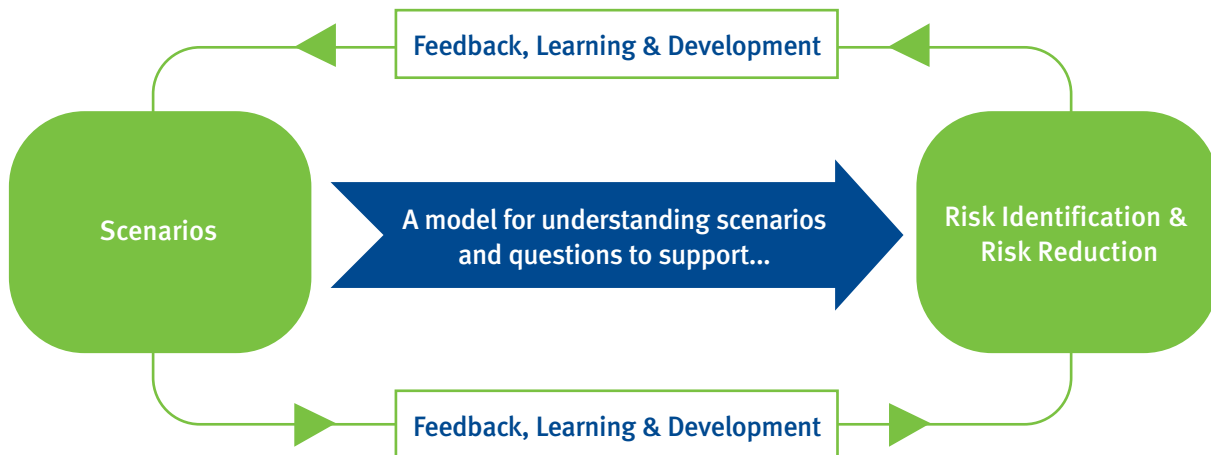 Feedback, Learning & Development
Scenarios
A model for understanding scenarios
and questions to support...
Risk Identification &
Risk Reduction
Feedback, Learning & Development